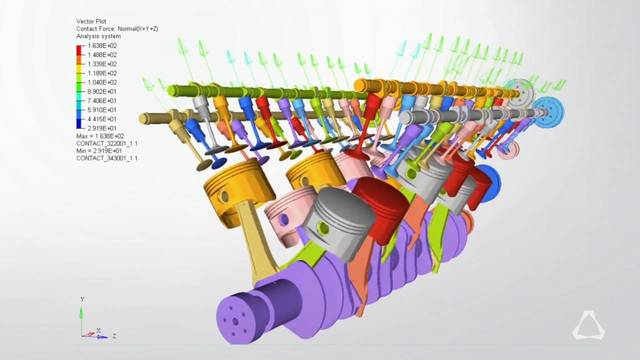 Vector Plot
Contact Force: Normal(X+Y+Z)
Analysis system
1.638E+02
1.488E+02
1.339E+02
1.189E+02
1.040E+02
8.902E+01
7.406E+01
5.910E+01
4.415E+01
2.919E+01
Max = 1.638E+02
CONTACT_322001_1 1
Min = 2.919E+01
CONTACT_343001_1 1
Y
X
Z